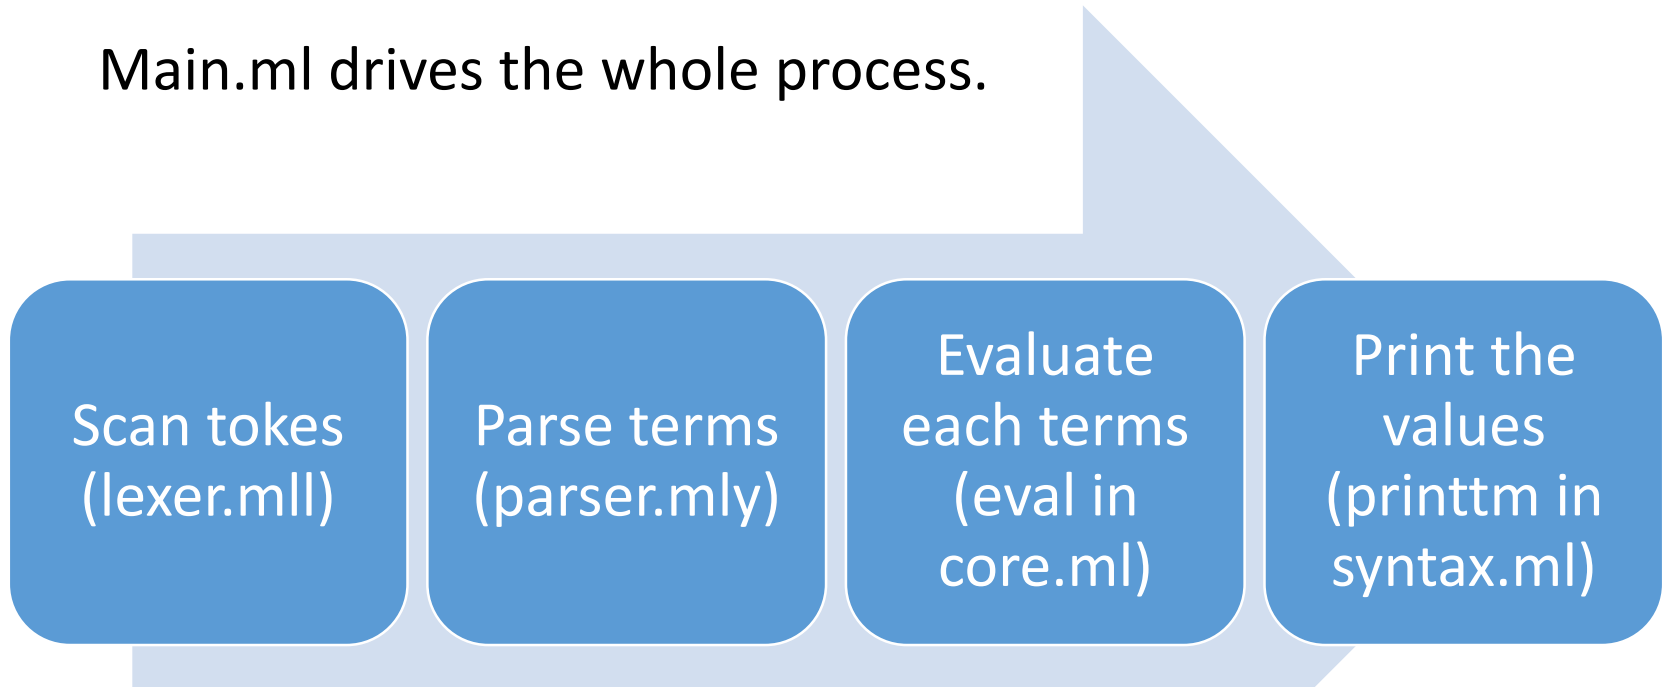 Main.ml drives the whole process.
Scan tokes
(lexer.mll)
Parse terms
(parser.mly)
Evaluate
each terms
(eval in
core.ml)
Print the
values
(printtm in
syntax.ml)